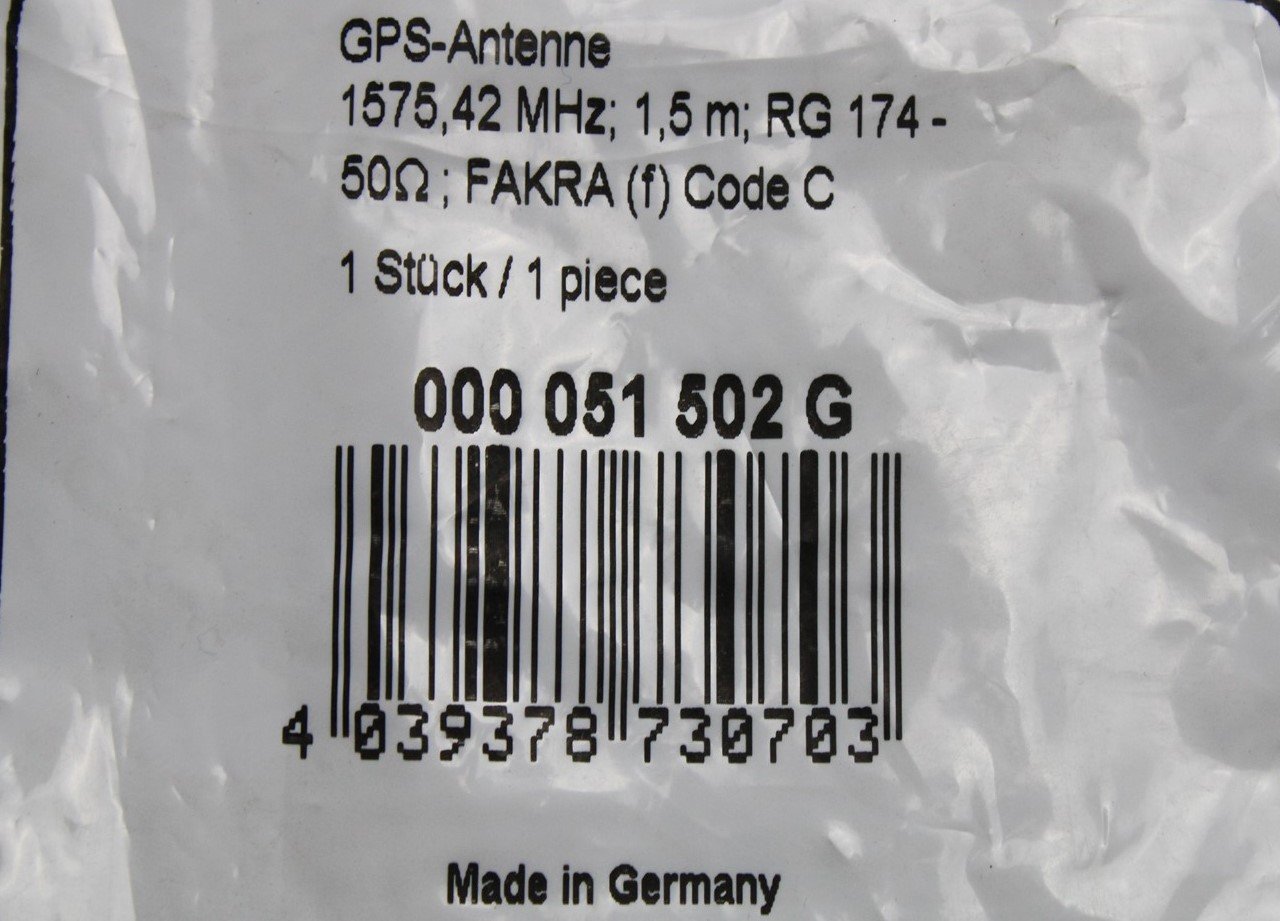 GPS-Antenne
1575,42 MHz; 1,5 m; RG 174 -
50Ω ; FAKRA (f) Code C
1 Stück / 1 piece
000 051 502 G
4 039378 730703
Made in Germany